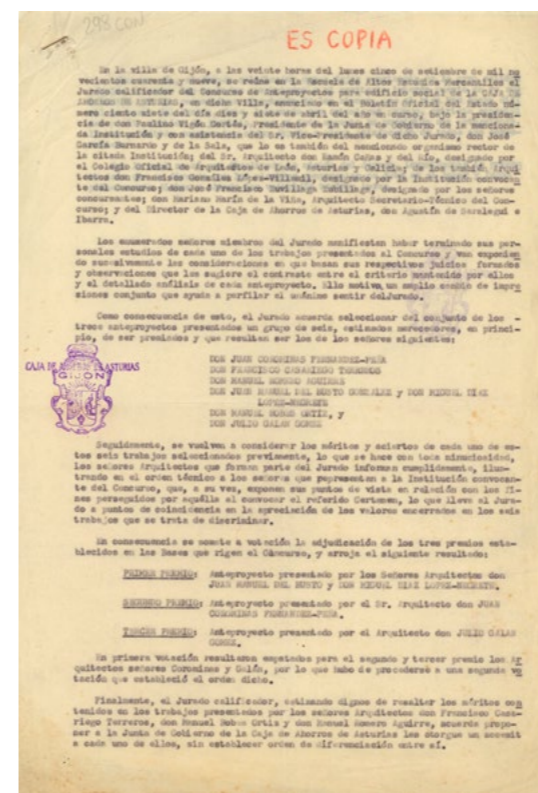 298 CON
ES COPIA
En la villa de Gijón, a las veinte horas del lunes cinco de setiembre de mil no
vecientos cuarenta y nueve, se reúne en la Escuela de Altos Estudios Mercantiles el
Jurado calificador del Concurso de Anteproyectos para edificio social de la CAJA DE
AHORROS DE ASTURIAS, en dicha Villa, anunciado en el Boletín Oficial del Estado nú-
mero ciento siete del día diez y siete de abril del año en curso, bajo la presiden-
cia de don Paulino Vigón Cortés, Presidente de la Junta de Gobierno de la menciona-
da Institución y con asistencia del Sr. Vice-Presidente de dicho Jurado, don José
García Bernardo y de la Sala, que lo es también del mencionado organismo rector de
la citada Institución; del Sr. Arquitecto don Ramón Cañas y del Río, designado por
el Colegio Oficial de Arquitectos de León, Asturias y Galicia; de los también Arqui
tectos don Francisco González López-Villamil, designado por la Institución convocan
te del Concurso; don José Francisco Zuvillaga Zubillaga, designado por los señores
concursantes; don Mariano Marín de la Viña, Arquitecto Secretario-Técnico del Con-
curso; y del Director de la Caja de Ahorros de Asturias, don Agustín de Saralegui e
Ibarra.
Los enumerados señores miembros del Jurado manifiestan haber terminado sus per-
sonales estudios de cada uno de los trabajos presentados al Concurso y van exponien
do sucesivamente las consideraciones en que basan sus respectivos juicios fundados
y observaciones que les sugiere el contraste entre el criterio mantenido por ellos
y el detallado análisis de cada anteproyecto. Ello motiva un amplio cambio de impre
siones conjunto que ayuda a perfilar el unánime sentir delJurado.
Como consecuencia de esto, el Jurado acuerda seleccionar del conjunto de los -
trece anteproyectos presentados un grupo de seis, estimados merecedores, en princi-
pio, de ser premiados y que resultan ser los de los señores siguientes:
CAJA DE AHORROS DE ASTURIAS
GIJON
DON JUAN COROMINAS FERNANDEZ-PEÑA
DON FRANCISCO CASARIEGO TERREROS
DON MANUEL ROMERO AGUIRRE
DON JUAN MANUEL DEL BUSTO GONZALEZ y DON MIGUEL DIAZ
LOPEZ-NEGRETE
DON MANUEL ROBES ORTIZ, y
DON JULIO GALAN GOMEZ
Seguidamente, se vuelven a considerar los méritos y aciertos de cada uno de es-
tos seis trabajos seleccionados previamente, lo que se hace con toda minuciosidad.
Los señores Arquitectos que forman parte del Jurado informan cumplidamente, ilus-
trando en el orden técnico a los señores que representan a la Institución convocan-
te del Concurso, que, a su vez, exponen sus puntos de vista en relación con los fi-
nes perseguidos por aquélla al convocar el referido Certamen, lo que lleva al Jura-
do a puntos de coincidencia en la apreciación de los valores encerrados en los seis
trabajos que se trata de discriminar.
En consecuencia se somete a votación la adjudicación de los tres premios esta-
blecidos en las Bases que rigen el Cóncurso, y arroja el siguiente resultado:
PRIMER PREMIO: Anteproyecto presentado por los Señores Arquitectos don
JUAN MANUEL DEL BUSTO y DON MIGUEL DIAZ LOPEZ-NEGRETE.
SEGUNDO PREMIO: Anteproyecto presentado por el Sr. Arquitecto don JUAN
COROMINAS FERNANDEZ-PEÑA.
TERCER PREMIO: Anteproyecto presentado por el Arquitecto don JULIO GALAN
GOMEZ.
En primera votación resultaron empatados para el segundo y tercer premio los Ar
quitectos señores Corominas y Galán, por lo que hubo de procederse a una segunda vo
tación que estableció el orden dicho.
Finalmente, el Jurado calificador, estimando dignos de resaltar los méritos con
tenidos en los trabajos presentados por los señores Arquitectos don Francisco Casa-
riego Terreros, don Manuel Robes Ortiz y don Manuel Romero Aguirre, acuerda propo-
ner a la Junta de Gobierno de la Caja de Ahorros de Asturias les otorgue un accesit
a cada uno de ellos, sin establecer orden de diferenciación entre sí.